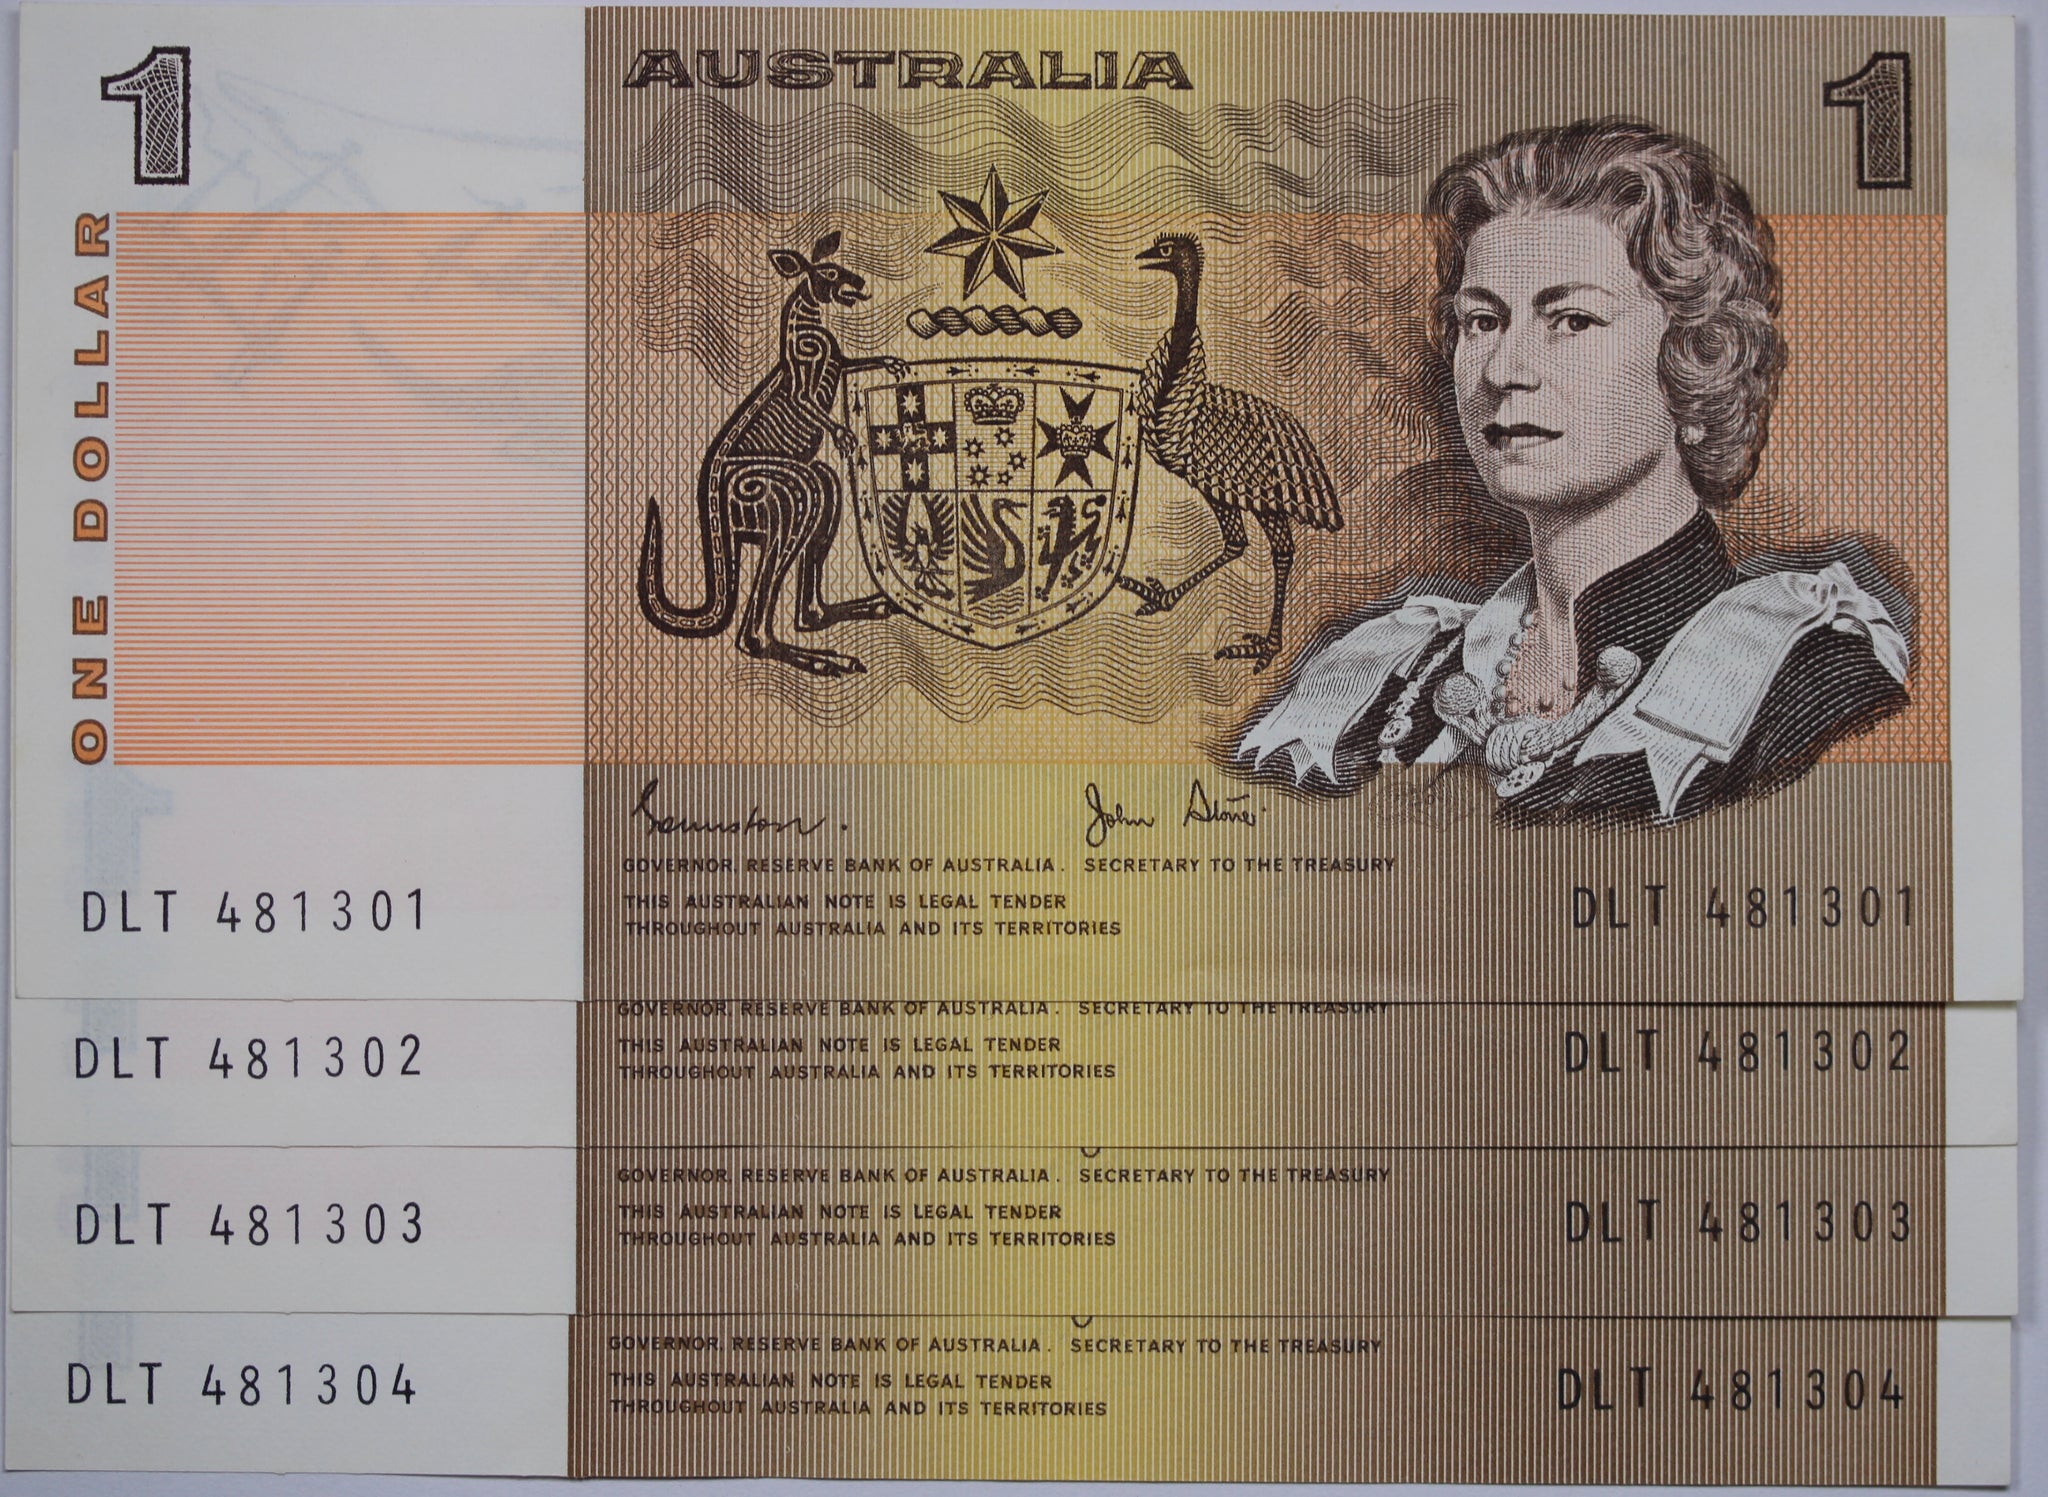 1 AUSTRALIA 1
ONE DOLLAR
John Stone
GOVERNOR, RESERVE BANK OF AUSTRALIA. SECRETARY TO THE TREASURY
THIS AUSTRALIAN NOTE IS LEGAL TENDER
THROUGHOUT AUSTRALIA AND ITS TERRITORIES
DLT 481301 DLT 481301
GOVERNOR, RESERVE BANK OF AUSTRALIA. SECRETARY TO THE TREASURY
THIS AUSTRALIAN NOTE IS LEGAL TENDER
THROUGHOUT AUSTRALIA AND ITS TERRITORIES
DLT 481302 DLT 481302
GOVERNOR, RESERVE BANK OF AUSTRALIA. SECRETARY TO THE TREASURY
THIS AUSTRALIAN NOTE IS LEGAL TENDER
THROUGHOUT AUSTRALIA AND ITS TERRITORIES
DLT 481303 DLT 481303
GOVERNOR, RESERVE BANK OF AUSTRALIA. SECRETARY TO THE TREASURY
THIS AUSTRALIAN NOTE IS LEGAL TENDER
THROUGHOUT AUSTRALIA AND ITS TERRITORIES
DLT 481304 DLT 481304